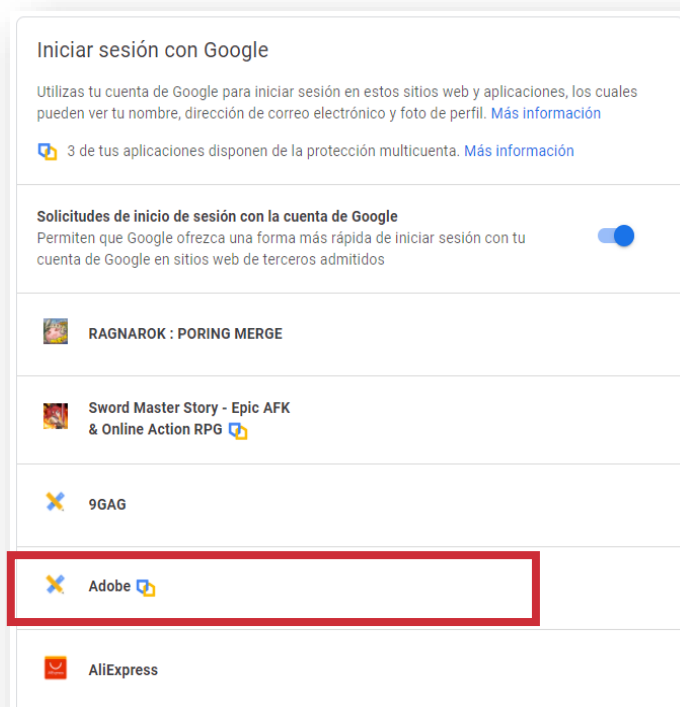 Iniciar sesión con Google
Utilizas tu cuenta de Google para iniciar sesión en estos sitios web y aplicaciones, los cuales
pueden ver tu nombre, dirección de correo electrónico y foto de perfil. Más información
3 de tus aplicaciones disponen de la protección multicuenta. Más información
Solicitudes de inicio de sesión con la cuenta de Google
Permiten que Google ofrezca una forma más rápida de iniciar sesión con tu
cuenta de Google en sitios web de terceros admitidos
RAGNAROK : PORING MERGE
Sword Master Story - Epic AFK
& Online Action RPG
9GAG
Adobe
AliExpress